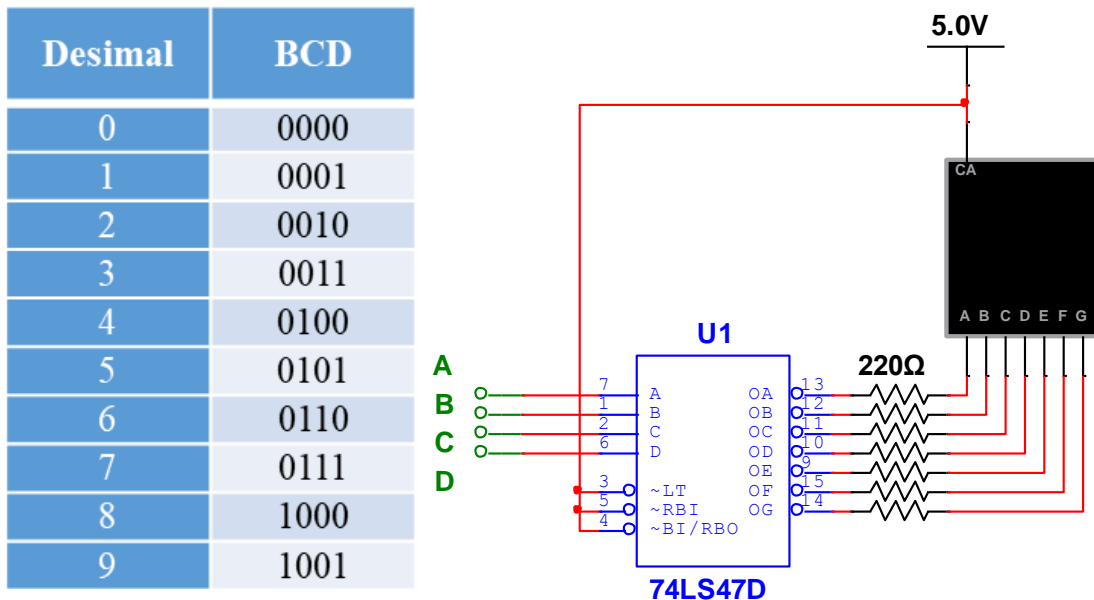 Desimal BCD
0 0000
1 0001
2 0010
3 0011
4 0100
5 0101
6 0110
7 0111
8 1000
9 1001
5.0V
CA
A B C D E F G
U1
220Ω
A
B
C
D
7 A OA 13
1 B OB 12
2 C OC 11
6 D OD 10
OE 9
3 ~LT OF 15
5 ~RBI OG 14
4 ~BI/RBO
74LS47D